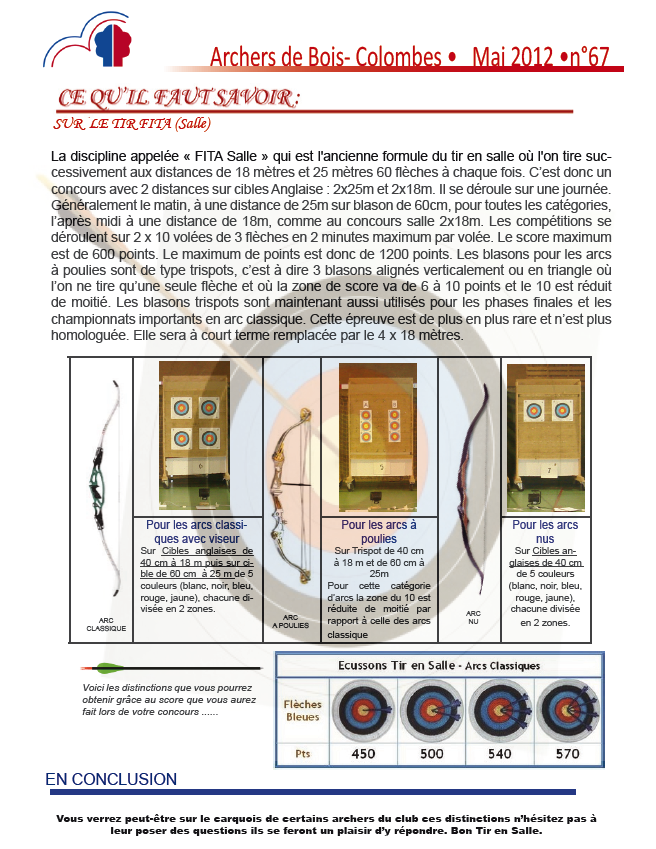 Archers de Bois- Colombes • Mai 2012 •n°67
CE QU'IL FAUT SAVOIR :
SUR LE TIR FITA (Salle)
La discipline appelée « FITA Salle » qui est l'ancienne formule du tir en salle où l'on tire suc-
cessivement aux distances de 18 mètres et 25 mètres 60 flèches à chaque fois. C'est donc un
concours avec 2 distances sur cibles Anglaise : 2x25m et 2x18m. Il se déroule sur une journée.
Généralement le matin, à une distance de 25m sur blason de 60cm, pour toutes les catégories,
l'après midi à une distance de 18m, comme au concours salle 2x18m. Les compétitions se
déroulent sur 2 x 10 volées de 3 flèches en 2 minutes maximum par volée. Le score maximum
est de 600 points. Le maximum de points est donc de 1200 points. Les blasons pour les arcs
à poulies sont de type trispots, c'est à dire 3 blasons alignés verticalement ou en triangle où
l'on ne tire qu'une seule flèche et où la zone de score va de 6 à 10 points et le 10 est réduit
de moitié. Les blasons trispots sont maintenant aussi utilisés pour les phases finales et les
championnats importants en arc classique. Cette épreuve est de plus en plus rare et n'est plus
homologuée. Elle sera à court terme remplacée par le 4 x 18 mètres.
ARC
CLASSIQUE
6
Pour les arcs classi-
ques avec viseur
Sur Cibles anglaises de
40 cm à 18 m puis sur ci-
ble de 60 cm à 25 m de 5
couleurs (blanc, noir, bleu,
rouge, jaune), chacune di-
visée en 2 zones.
ARC
A POULIES
A B
5
Pour les arcs à
poulies
Sur Trispot de 40 cm
à 18 m et de 60 cm à
25m
Pour cette catégorie
d'arcs la zone du 10 est
réduite de moitié par
rapport à celle des arcs
classique
ARC
NU
7
Pour les arcs
nus
Sur Cibles an-
glaises de 40 cm
de 5 couleurs
(blanc, noir, bleu,
rouge, jaune),
chacune divisée
en 2 zones.
Voici les distinctions que vous pourrez
obtenir grâce au score que vous aurez
fait lors de votre concours ......
Ecussons Tir en Salle - Arcs Classiques
Flèches
Bleues
Pts 450 500 540 570
EN CONCLUSION
Vous verrez peut-être sur le carquois de certains archers du club ces distinctions n'hésitez pas à
leur poser des questions ils se feront un plaisir d'y répondre. Bon Tir en Salle.